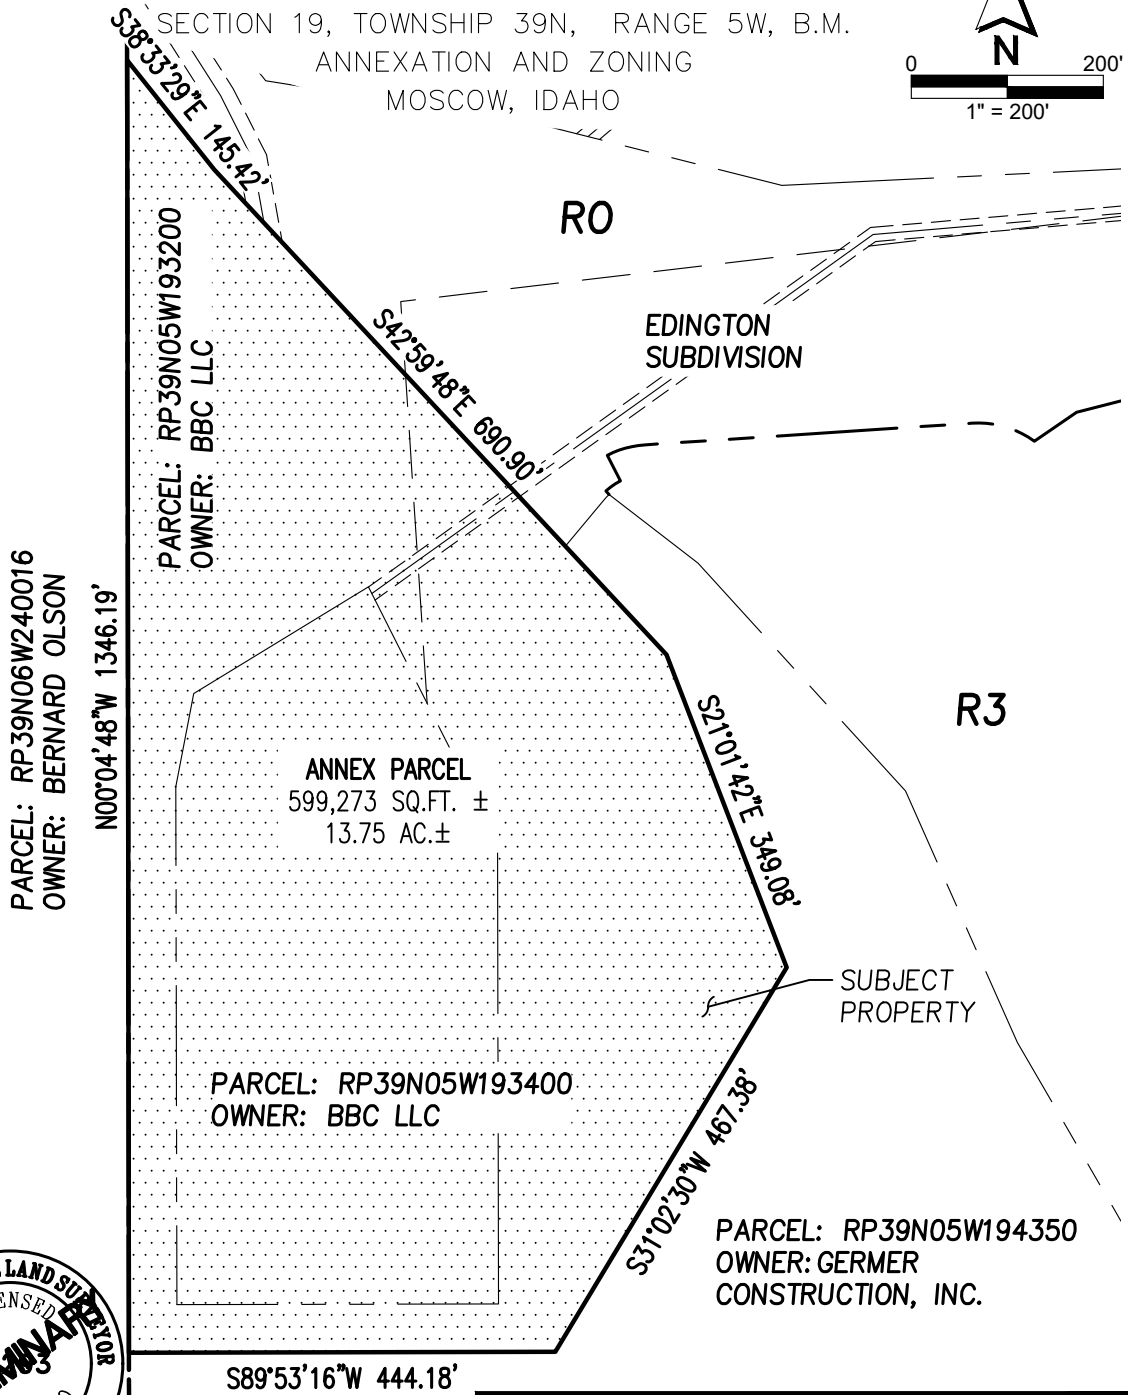 SECTION 19, TOWNSHIP 39N, RANGE 5W, B.M.
ANNEXATION AND ZONING
MOSCOW, IDAHO
N
0 200'
1" = 200'
S38°33'29"E 145.42'
RO
PARCEL: RP39N05W193200
OWNER: BBC LLC
S42°59'48"E 690.90'
EDINGTON
SUBDIVISION
PARCEL: RP39N06W240016
OWNER: BERNARD OLSON
N00°04'48"W 1346.19'
R3
S21°01'42"E 349.08'
ANNEX PARCEL
599,273 SQ.FT. ±
13.75 AC.±
SUBJECT
PROPERTY
PARCEL: RP39N05W193400
OWNER: BBC LLC
S31°02'30"W 467.38'
PARCEL: RP39N05W194350
OWNER: GERMER
CONSTRUCTION, INC.
LAND SURVEYOR
S89°53'16"W 444.18'